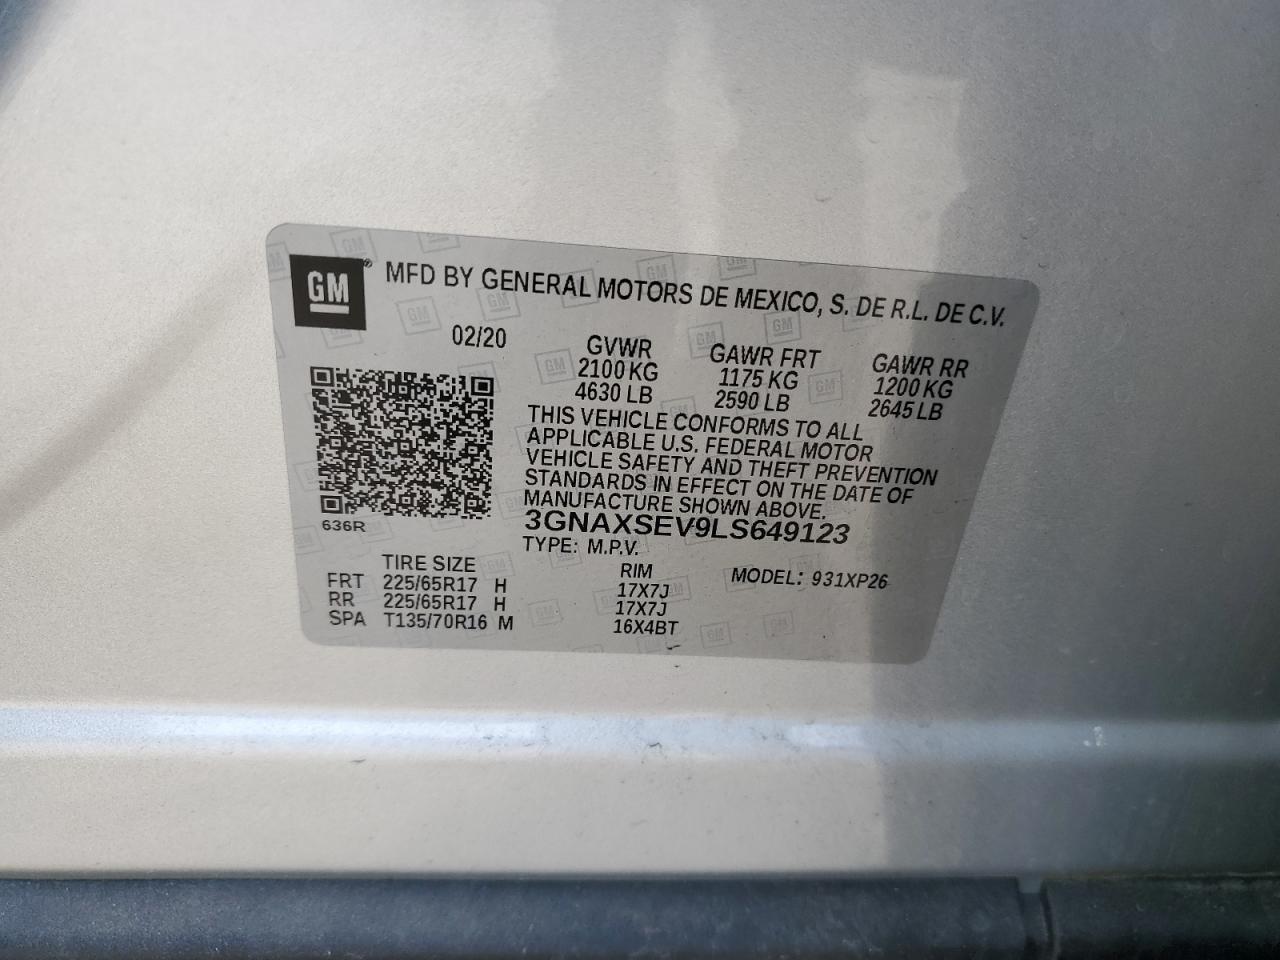 GM® MFD BY GENERAL MOTORS DE MEXICO, S. DE R.L. DE C.V.
02/20 GVWR GAWR FRT GAWR RR
2100 KG 1175 KG 1200 KG
4630 LB 2590 LB 2645 LB
THIS VEHICLE CONFORMS TO ALL
APPLICABLE U.S. FEDERAL MOTOR
VEHICLE SAFETY AND THEFT PREVENTION
STANDARDS IN EFFECT ON THE DATE OF
MANUFACTURE SHOWN ABOVE.
636R 3GNAXSEV9LS649123
TYPE: M.P.V.
TIRE SIZE RIM MODEL: 931XP26
FRT 225/65R17 H 17X7J
RR 225/65R17 H 17X7J
SPA T135/70R16 M 16X4BT